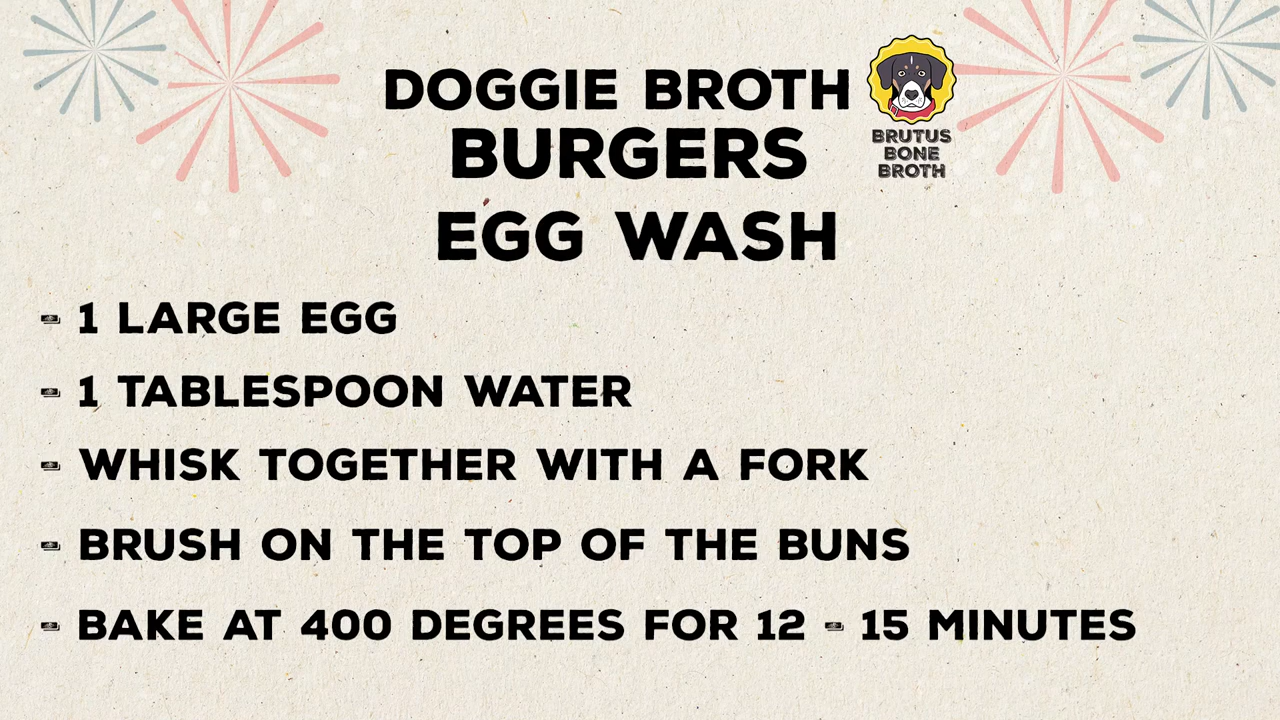 DOGGIE BROTH
BURGERS
BRUTUS
BONE
BROTH
EGG WASH
- 1 LARGE EGG
- 1 TABLESPOON WATER
- WHISK TOGETHER WITH A FORK
- BRUSH ON THE TOP OF THE BUNS
- BAKE AT 400 DEGREES FOR 12 - 15 MINUTES